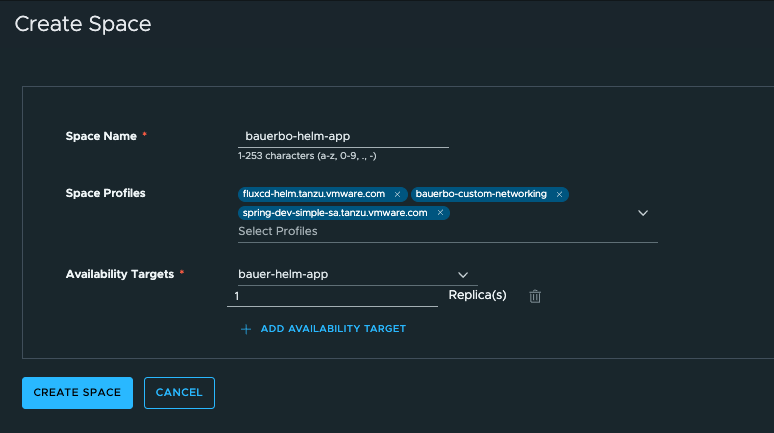 Create Space
Space Name *
bauerbo-helm-app
1-253 characters (a-z, 0-9, ., -)
Space Profiles
fluxcd-helm.tanzu.vmware.com × bauerbo-custom-networking ×
spring-dev-simple-sa.tanzu.vmware.com ×
Select Profiles
Availability Targets *
bauer-helm-app
1 Replica(s)
+ ADD AVAILABILITY TARGET
CREATE SPACE CANCEL